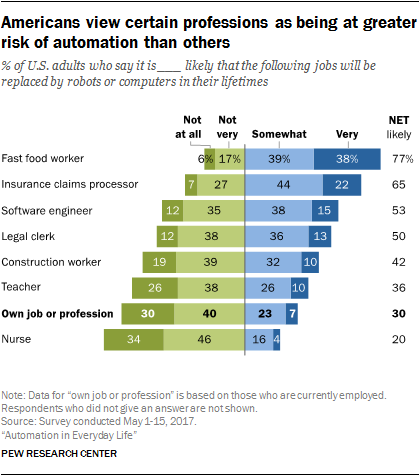 Americans view certain professions as being at greater
risk of automation than others
% of U.S. adults who say it is___ likely that the following jobs will be
replaced by robots or computers in their lifetimes
Not at all Not very Somewhat Very NET likely
Fast food worker 6% 17% 39% 38% 77%
Insurance claims processor 7 27 44 22 65
Software engineer 12 35 38 15 53
Legal clerk 12 38 36 13 50
Construction worker 19 39 32 10 42
Teacher 26 38 26 10 36
Own job or profession 30 40 23 7 30
Nurse 34 46 16 4 20
Note: Data for “own job or profession” is based on those who are currently employed.
Respondents who did not give an answer are not shown.
Source: Survey conducted May 1-15, 2017.
“Automation in Everyday Life”
PEW RESEARCH CENTER